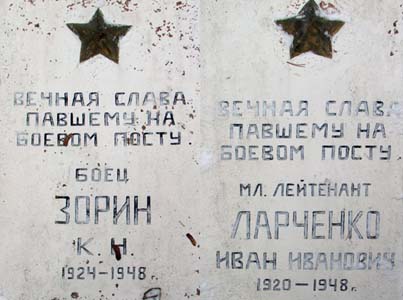 ВЕЧНАЯ СЛАВА
ПАВШЕМУ НА
БОЕВОМ ПОСТУ
БОЕЦ
ЗОРИН
К. Н.
1924-1948 г.
ВЕЧНАЯ СЛАВА
ПАВШЕМУ НА
БОЕВОМ ПОСТУ
МЛ. ЛЕЙТЕНАНТ
ЛАРЧЕНКО
ИВАН ИВАНОВИЧ
1920-1948 г.